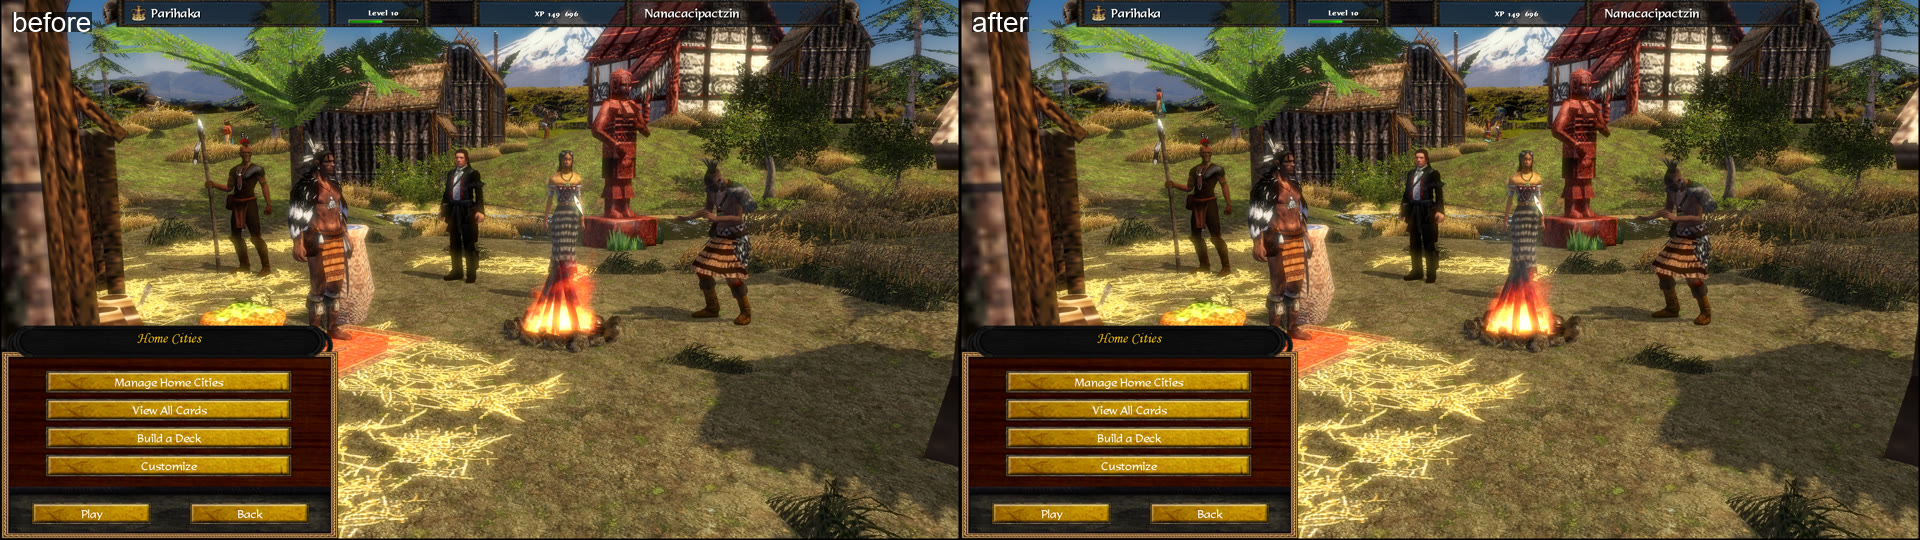 before
Parihaka
Level 10
XP 149 696
Nanacacipactzin
Home Cities
Manage Home Cities
View All Cards
Build a Deck
Customize
Play
Back
after
Parihaka
Level 10
XP 149 696
Nanacacipactzin
Home Cities
Manage Home Cities
View All Cards
Build a Deck
Customize
Play
Back